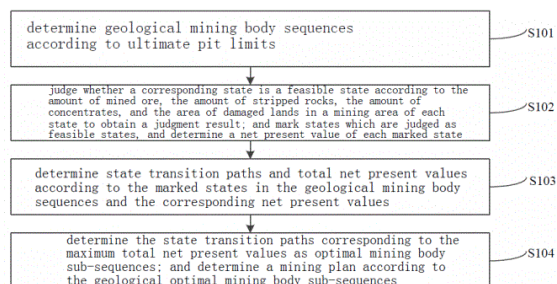 determine geological mining body sequences
according to ultimate pit limits
S101
judge whether a corresponding state is a feasible state according to the
amount of mined ore, the amount of stripped rocks, the amount of
concentrates, and the area of damaged lands in a mining area of each
state to obtain a judgment result; and mark states which are judged as
feasible states, and determine a net present value of each marked state
S102
determine state transition paths and total net present values
according to the marked states in the geological mining body
sequences and the corresponding net present values
S103
determine the state transition paths corresponding to the
maximum total net present values as optimal mining body
sub-sequences; and determine a mining plan according to
the geological optimal mining body sub-sequences
S104